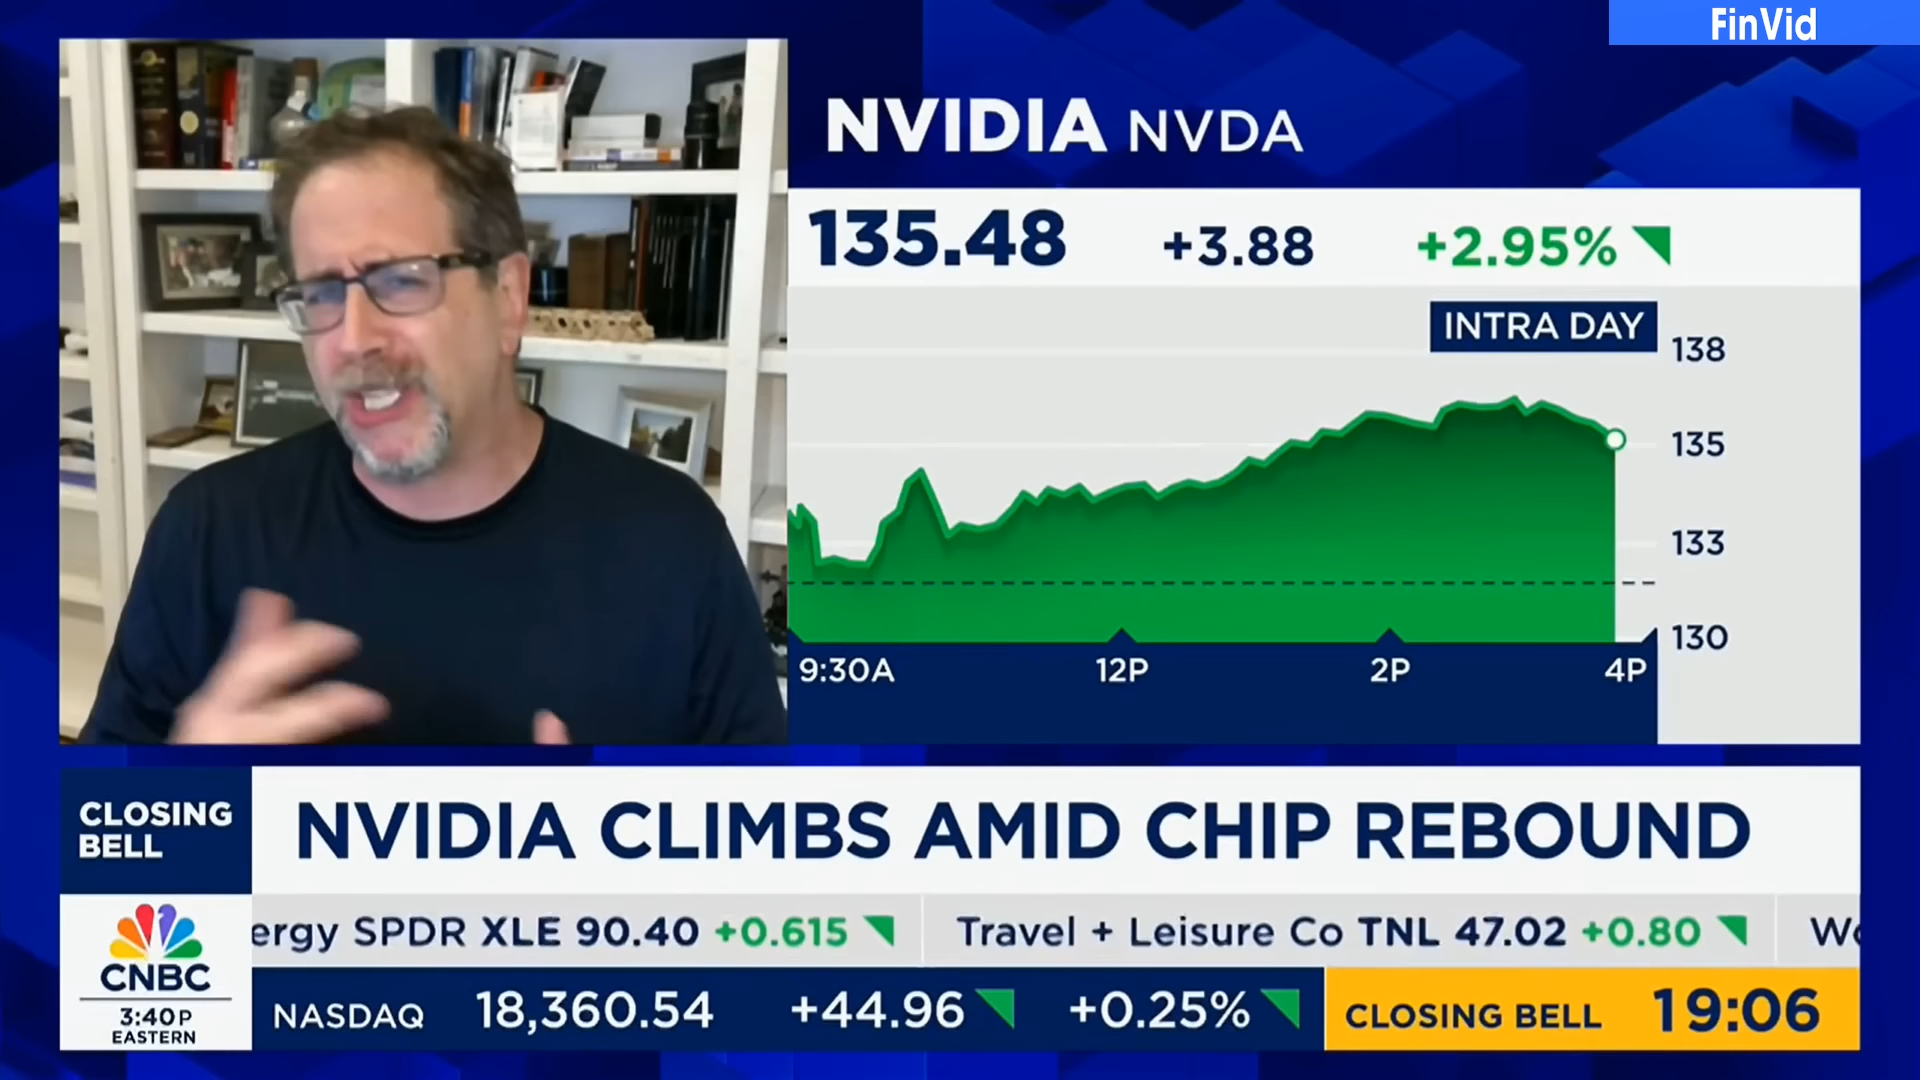 FinVid
NVIDIA NVDA
135.48 +3.88 +2.95%
INTRA DAY
138
135
133
130
9:30A 12P 2P 4P
CLOSING
BELL
NVIDIA CLIMBS AMID CHIP REBOUND
ergy SPDR XLE 90.40 +0.615 Travel + Leisure Co TNL 47.02 +0.80 Wo
CNBC
3:40P
EASTERN
NASDAQ 18,360.54 +44.96 +0.25%
CLOSING BELL 19:06